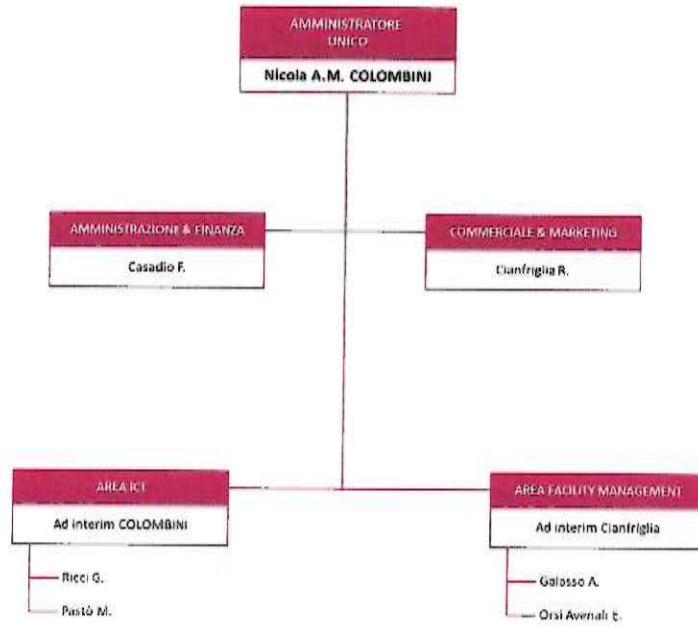 AMMINISTRATORE
UNICO
Nicola A.M. COLOMBINI
AMMINISTRAZIONE & FINANZA
Casadio F.
COMMERCIALE & MARKETING
Cianfriglia R.
AREA ICT
Ad interim COLOMBINI
Ricci G.
Pastò M.
AREA FACILITY MANAGEMENT
Ad interim Cianfriglia
Galasso A.
Orsi Avenali E.